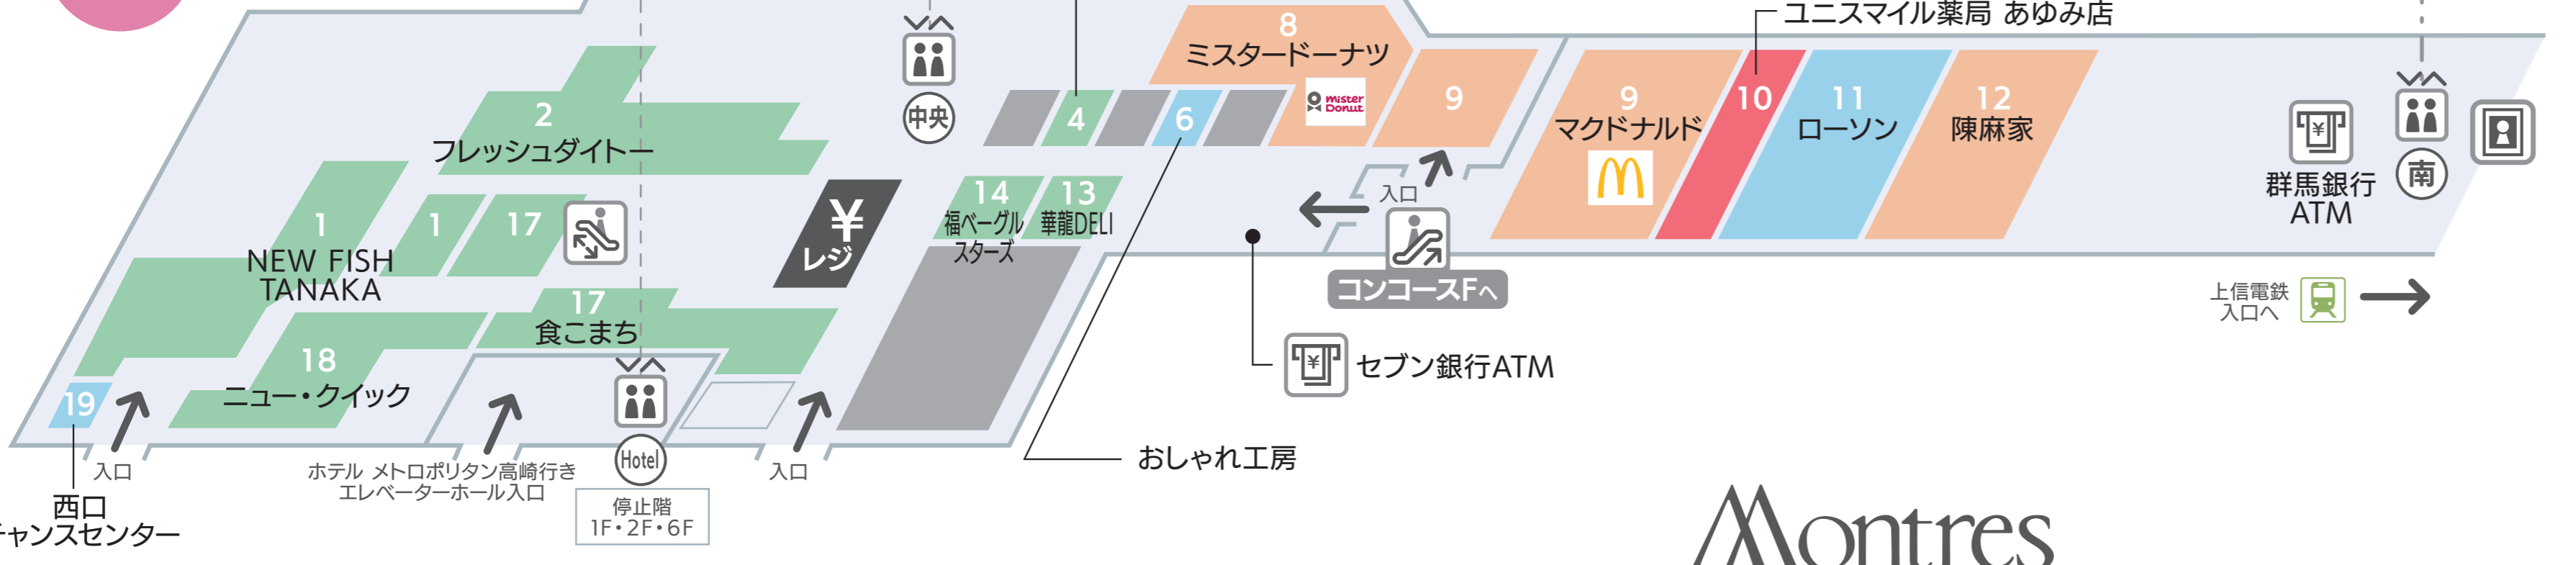 ユニスマイル薬局 あゆみ店
8
ミスタードーナツ
mister
Donut
中央
4
6
9
9
マクドナルド
10
11
ローソン
12
陳麻家
群馬銀行
ATM
南
2
フレッシュダイトー
1
NEW FISH
TANAKA
1
17
¥
レジ
14
福ベーグル
スターズ
13
華龍DELI
入口
コンコースFへ
上信電鉄
入口へ
17
食こまち
18
ニュー・クイック
セブン銀行ATM
19
入口
西口
チャンスセンター
ホテル メトロポリタン高崎行き
エレベーターホール入口
Hotel
停止階
1F・2F・6F
入口
おしゃれ工房
Montres